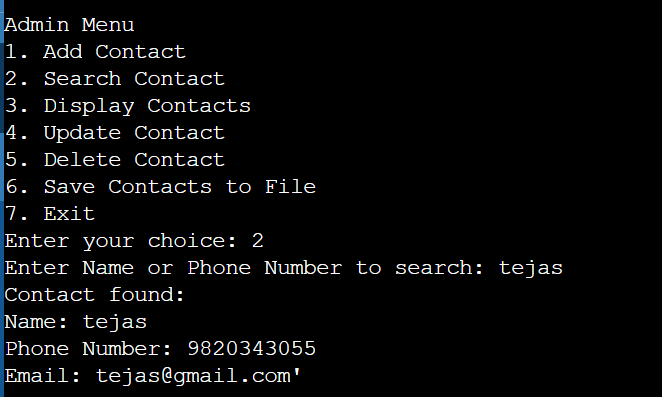 Admin Menu
1. Add Contact
2. Search Contact
3. Display Contacts
4. Update Contact
5. Delete Contact
6. Save Contacts to File
7. Exit
Enter your choice: 2
Enter Name or Phone Number to search: tejas
Contact found:
Name: tejas
Phone Number: 9820343055
Email: tejas@gmail.com'